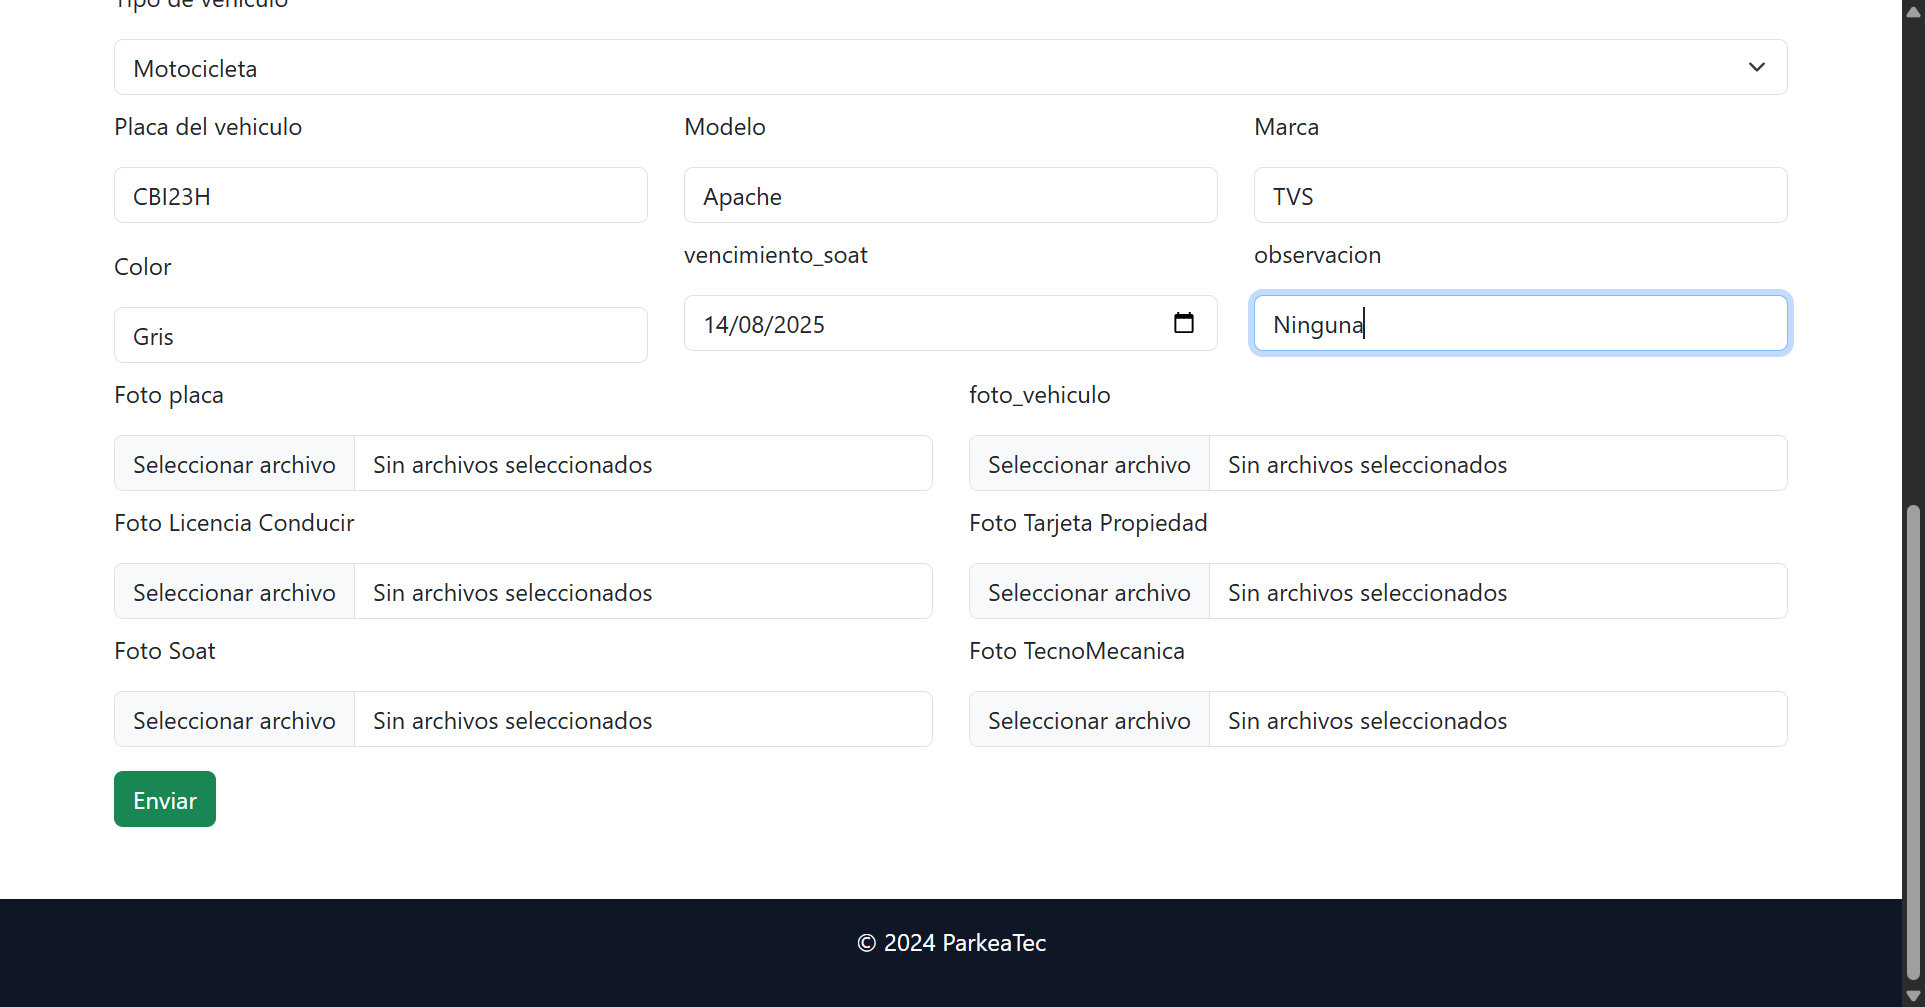 Tipo de vehiculo
Motocicleta
Placa del vehiculo
Modelo
Marca
CBI23H
Apache
TVS
Color
vencimiento_soat
observacion
Gris
14/08/2025
Ninguna
Foto placa
foto_vehiculo
Seleccionar archivo Sin archivos seleccionados
Seleccionar archivo Sin archivos seleccionados
Foto Licencia Conducir
Foto Tarjeta Propiedad
Seleccionar archivo Sin archivos seleccionados
Seleccionar archivo Sin archivos seleccionados
Foto Soat
Foto TecnoMecanica
Seleccionar archivo Sin archivos seleccionados
Seleccionar archivo Sin archivos seleccionados
Enviar
© 2024 ParkeaTec